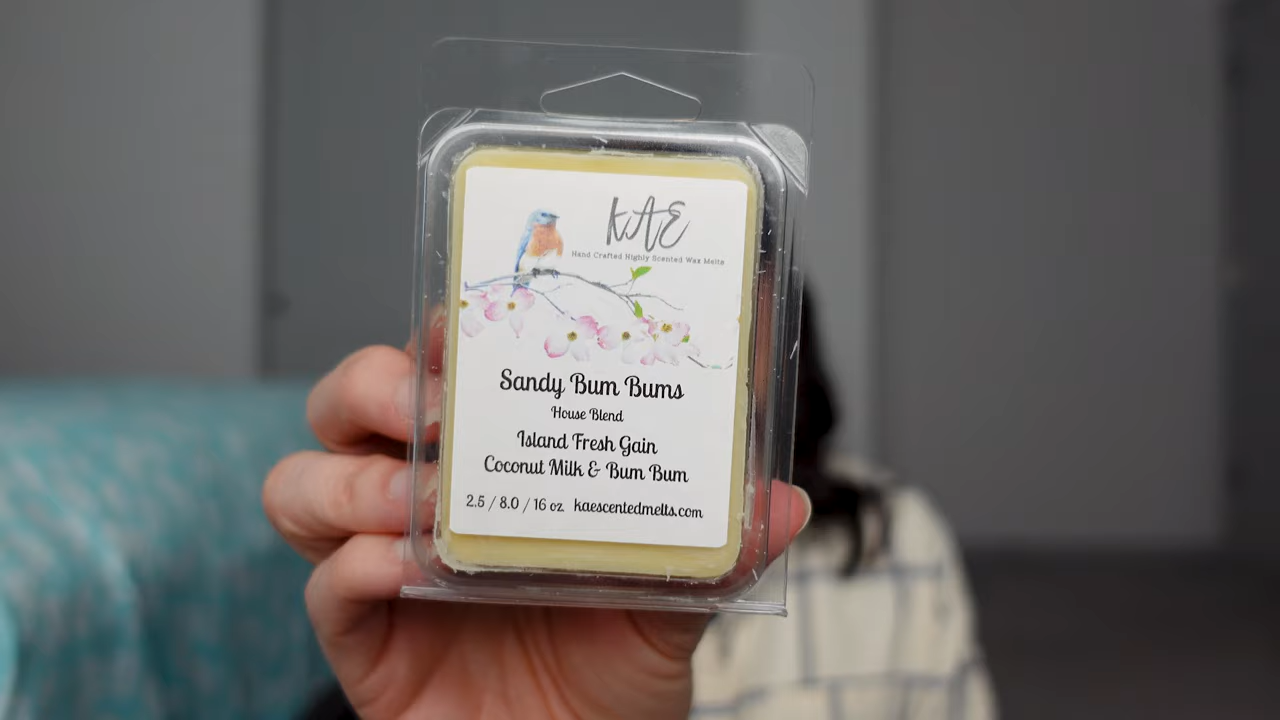 KAE
Hand Crafted Highly Scented Wax Melts
Sandy Bum Bums
House Blend
Island Fresh Gain
Coconut Milk & Bum Bum
2.5 / 8.0 / 16 oz kaescentedmelts.com